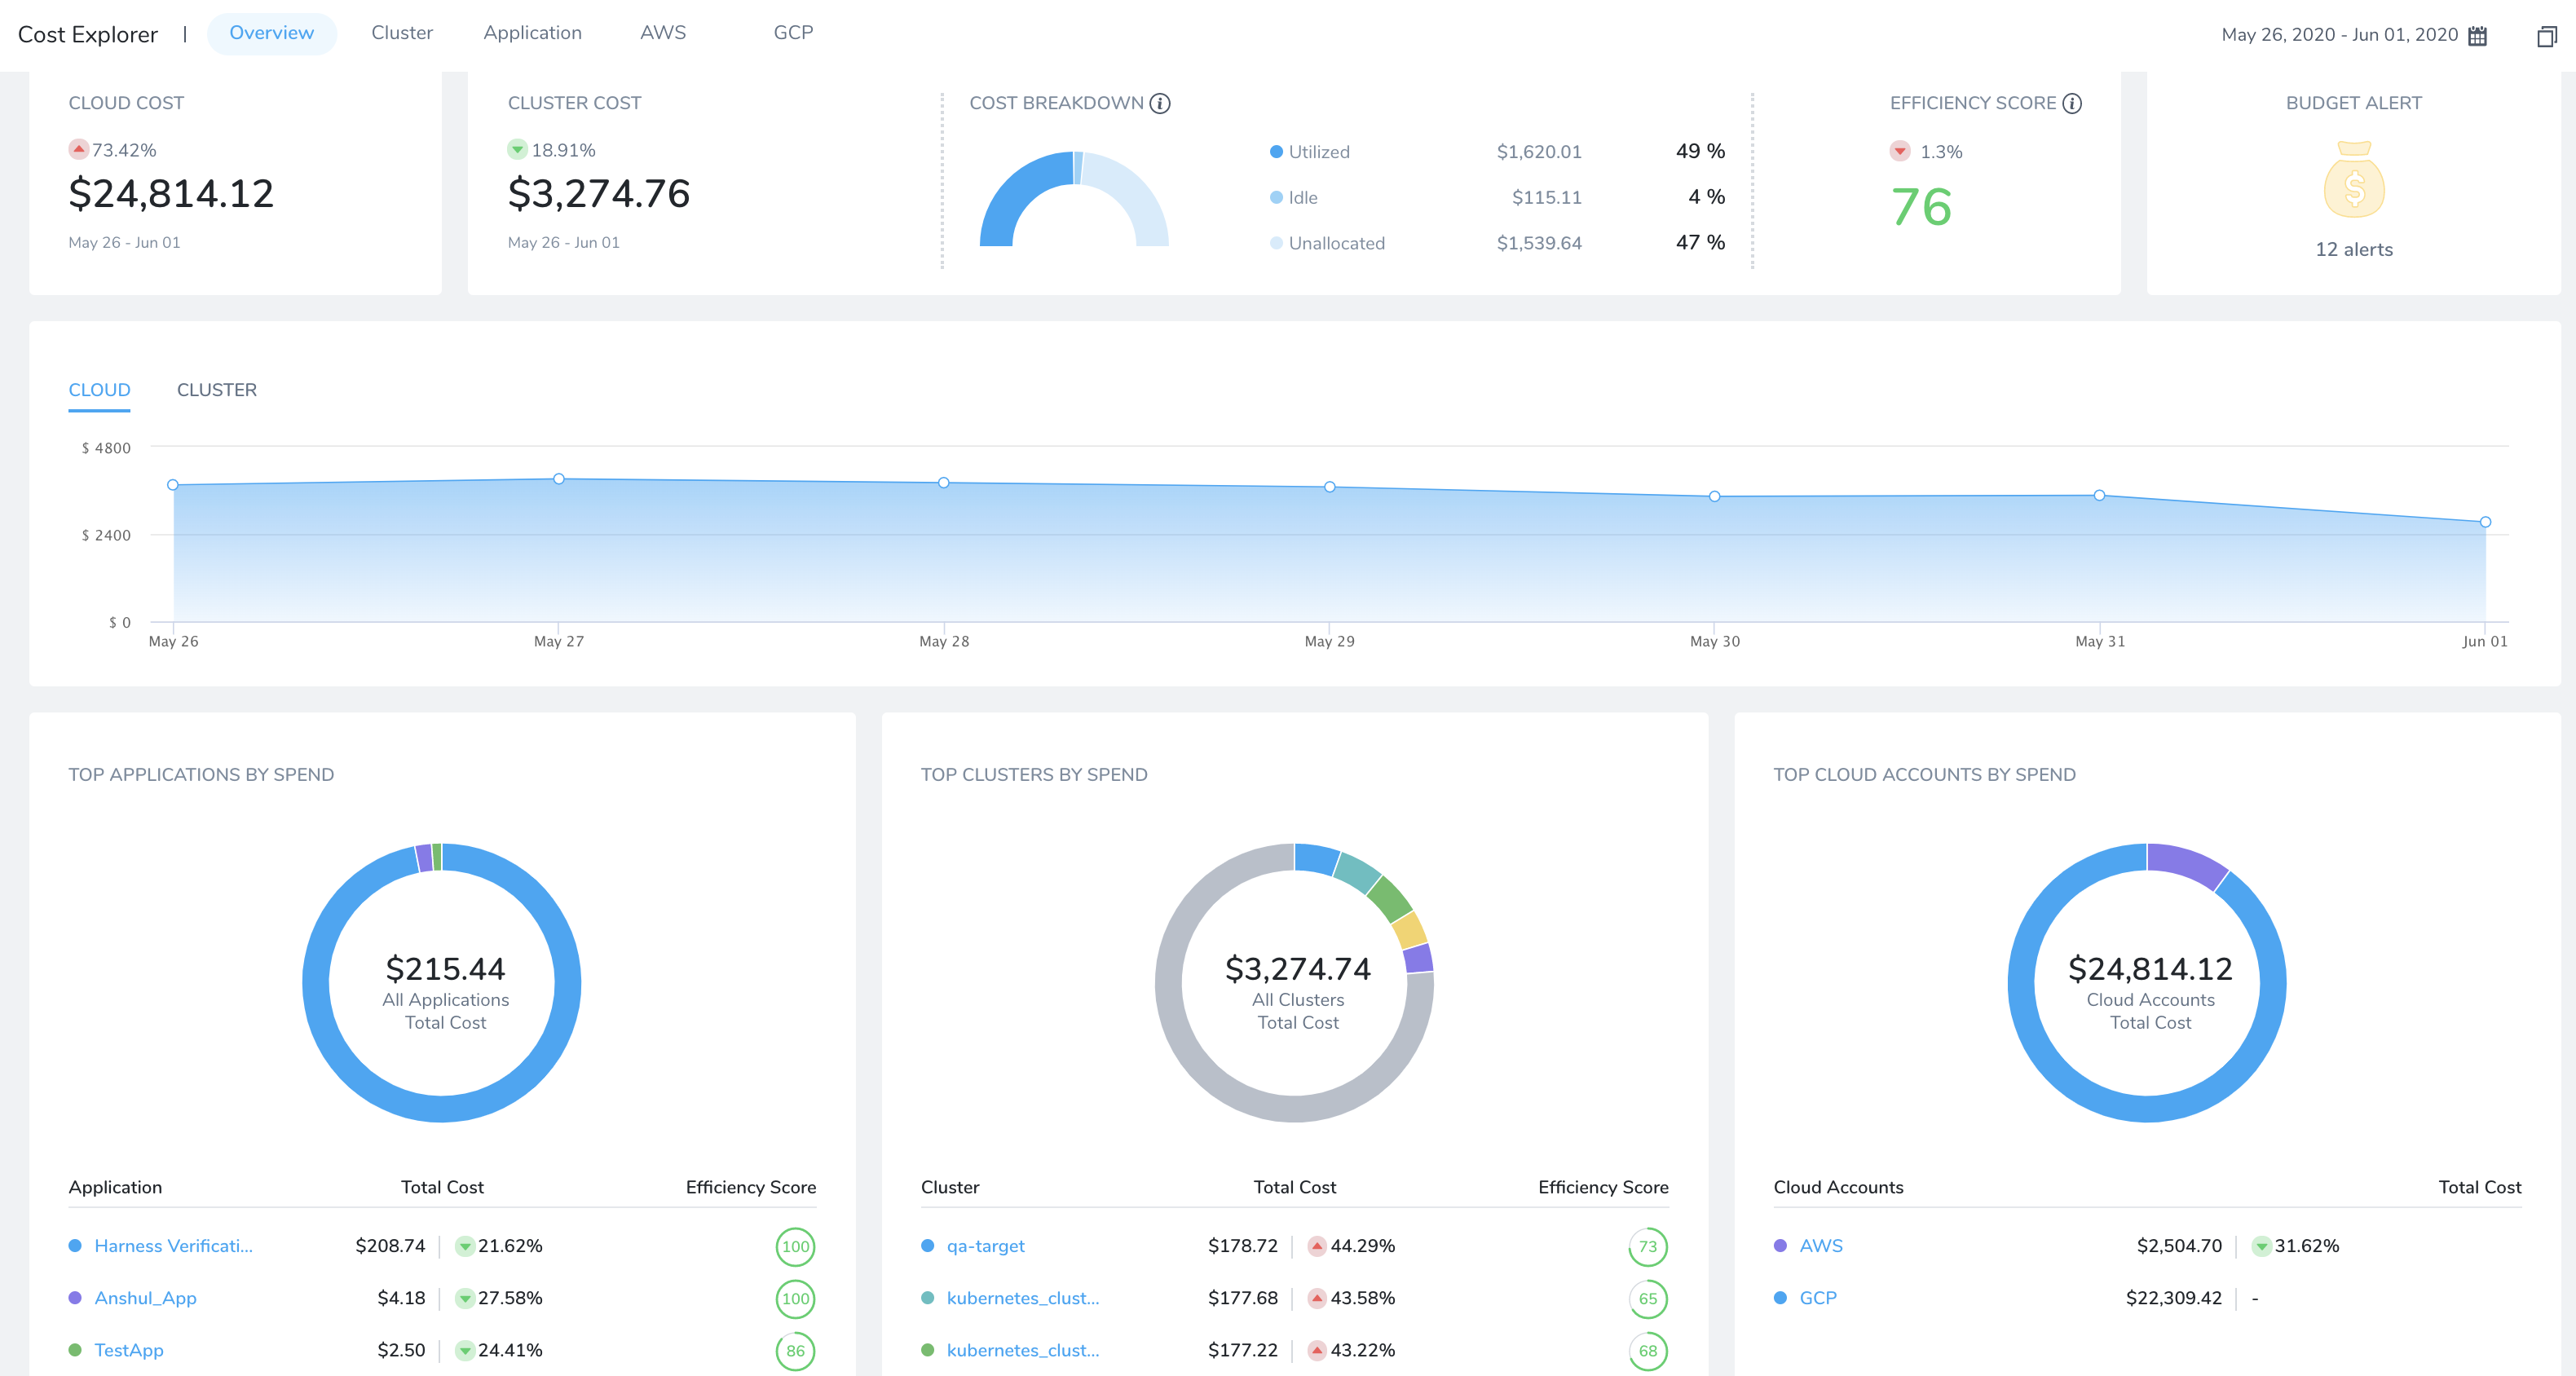 Cost Explorer | Overview Cluster Application AWS GCP May 26, 2020 - Jun 01, 2020
CLOUD COST
73.42%
$24,814.12
May 26 - Jun 01
CLUSTER COST
18.91%
$3,274.76
May 26 - Jun 01
COST BREAKDOWN i
Utilized $1,620.01 49 %
Idle $115.11 4 %
Unallocated $1,539.64 47 %
EFFICIENCY SCORE i
1.3%
76
BUDGET ALERT
$
12 alerts
CLOUD CLUSTER
$ 4800
$ 2400
$ 0
May 26 May 27 May 28 May 29 May 30 May 31 Jun 01
TOP APPLICATIONS BY SPEND
$215.44
All Applications
Total Cost
Application Total Cost Efficiency Score
Harness Verificati... $208.74 21.62% 100
Anshul_App $4.18 27.58% 100
TestApp $2.50 24.41% 86
TOP CLUSTERS BY SPEND
$3,274.74
All Clusters
Total Cost
Cluster Total Cost Efficiency Score
qa-target $178.72 44.29% 73
kubernetes_clust... $177.68 43.58% 65
kubernetes_clust... $177.22 43.22% 68
TOP CLOUD ACCOUNTS BY SPEND
$24,814.12
Cloud Accounts
Total Cost
Cloud Accounts Total Cost
AWS $2,504.70 31.62%
GCP $22,309.42 -